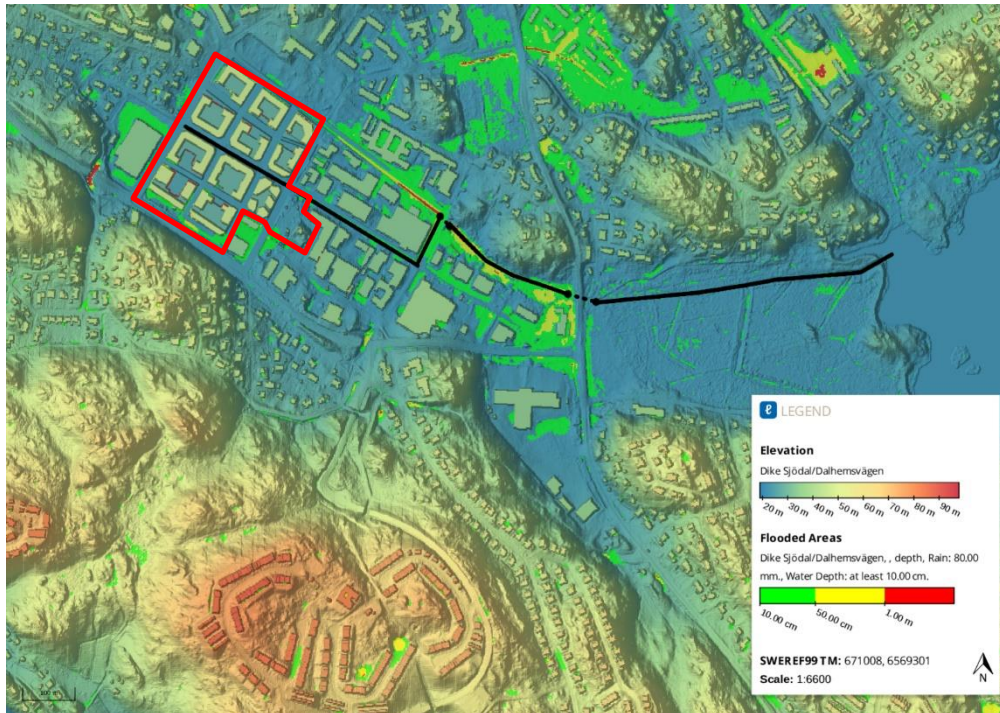 ℯ LEGEND
Elevation
Dike Sjödal/Dalhemsvägen
20 m 30 m 40 m 50 m 60 m 70 m 80 m 90 m
Flooded Areas
Dike Sjödal/Dalhemsvägen, , depth, Rain: 80.00
mm., Water Depth: at least 10.00 cm.
10.00 cm 50.00 cm 1.00 m
SWEREF99 TM: 671008, 6569301
Scale: 1:6600
N